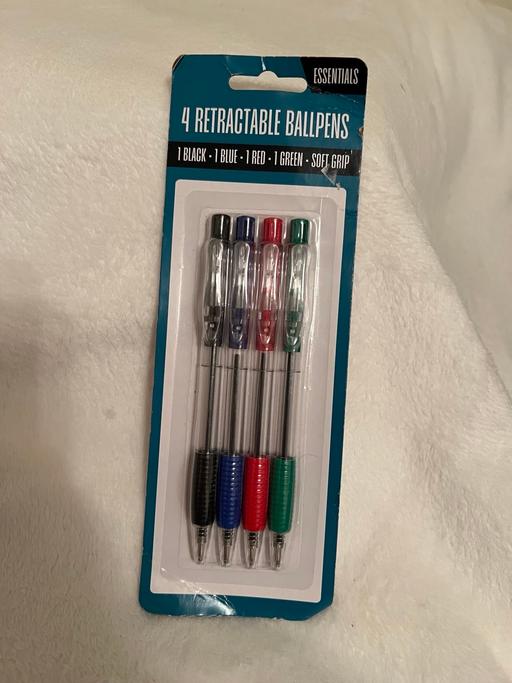 ESSENTIALS
4 RETRACTABLE BALLPENS
1 BLACK • 1 BLUE • 1 RED • 1 GREEN • SOFT GRIP